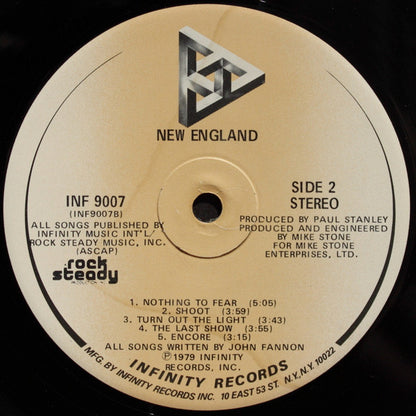 NEW ENGLAND
INF 9007
(INF9007B)
ALL SONGS PUBLISHED BY
INFINITY MUSIC INT'L/
ROCK STEADY MUSIC, INC.
(ASCAP)
rock
steady
SIDE 2
STEREO
PRODUCED BY PAUL STANLEY
PRODUCED AND ENGINEERED
BY MIKE STONE
FOR MIKE STONE
ENTERPRISES, LTD.
1. NOTHING TO FEAR (5:05)
2. SHOOT (3:59)
3. TURN OUT THE LIGHT (3:43)
4. THE LAST SHOW (3:55)
5. ENCORE (3:15)
ALL SONGS WRITTEN BY JOHN FANNON
℗1979 INFINITY
RECORDS, INC.
INFINITY RECORDS
MFG. BY INFINITY RECORDS INC. 10 EAST 53 ST. N.Y., N.Y. 10022